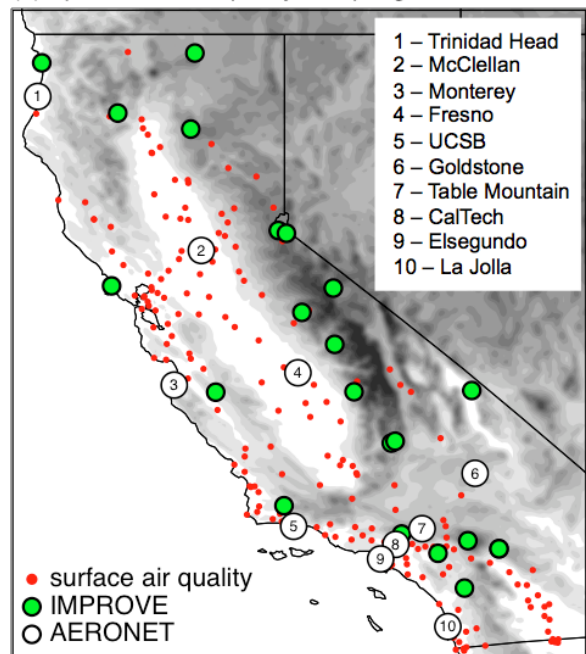 1 – Trinidad Head
2 – McClellan
3 – Monterey
4 – Fresno
5 – UCSB
6 – Goldstone
7 – Table Mountain
8 – CalTech
9 – Elsegundo
10 – La Jolla
1
2
4
3
6
5
7
8
9
10
surface air quality
IMPROVE
AERONET